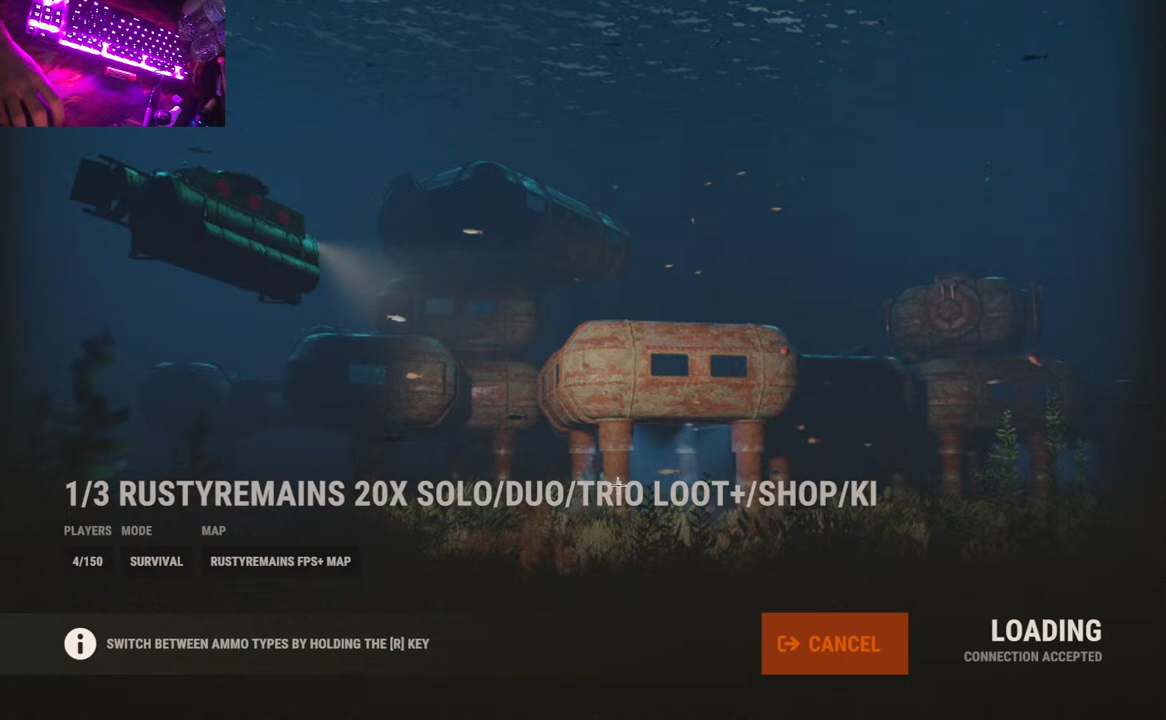 1/3 RUSTYREMAINS 20X SOLO/DUO/TRIO LOOT+/SHOP/KI
PLAYERS MODE MAP
4/150 SURVIVAL RUSTYREMAINS FPS+ MAP
SWITCH BETWEEN AMMO TYPES BY HOLDING THE [R] KEY
CANCEL
LOADING
CONNECTION ACCEPTED